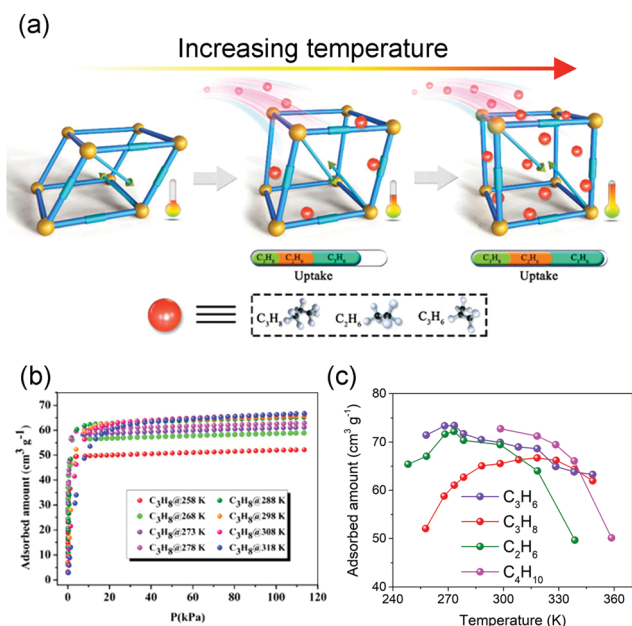 (a)
Increasing temperature
C₃H₈ C₂H₆ C₃H₆
Uptake
C₃H₈ C₂H₆ C₃H₆
Uptake
C₃H₈ C₂H₆ C₃H₆
(b)
Adsorbed amount (cm³ g⁻¹)
80
70
60
50
40
30
20
10
0
C₃H₈@258 K C₃H₈@288 K
C₃H₈@268 K C₃H₈@298 K
C₃H₈@273 K C₃H₈@308 K
C₃H₈@278 K C₃H₈@318 K
0 20 40 60 80 100 120
P(kPa)
(c)
Adsorbed amount (cm³ g⁻¹)
80
70
60
50
40
C₃H₆
C₃H₈
C₂H₆
C₄H₁₀
240 270 300 330 360
Temperature (K)